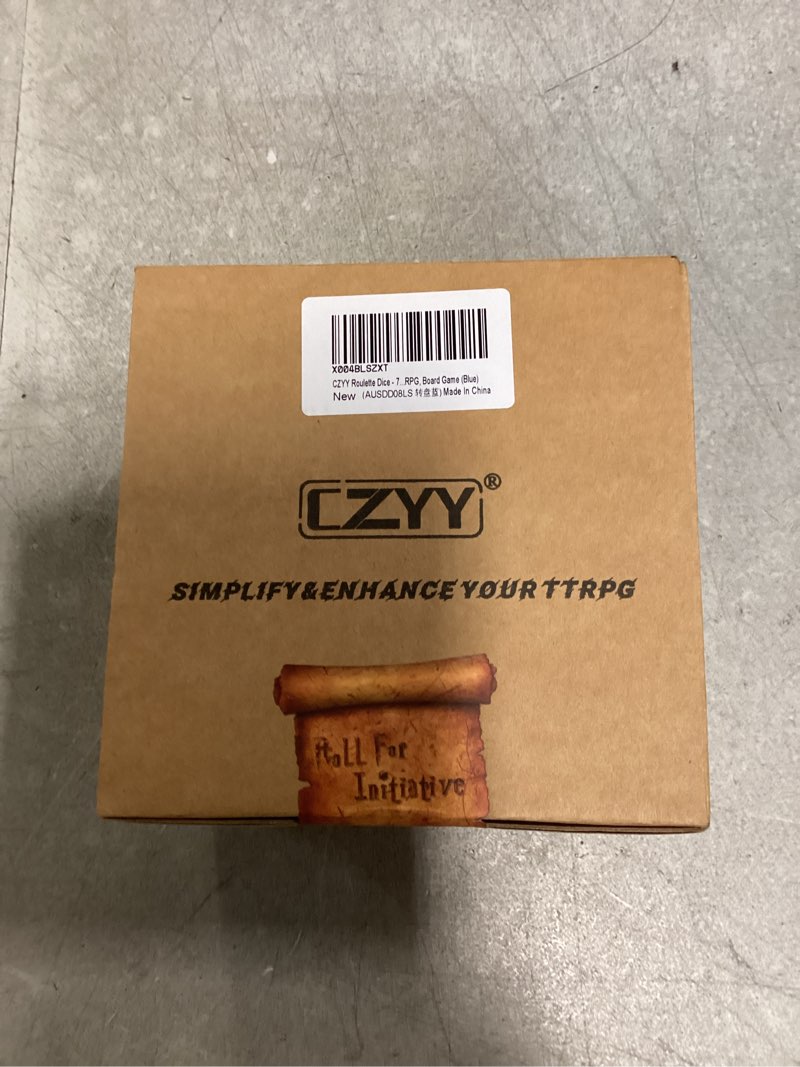 X004BLSZXT
CZYY Roulette Dice - 7...RPG, Board Game (Blue)
New (AUSDD08LS 转盘蓝) Made In China
CZYY®
SIMPLIFY&ENHANCE YOUR TTRPG
Roll For
Initiative